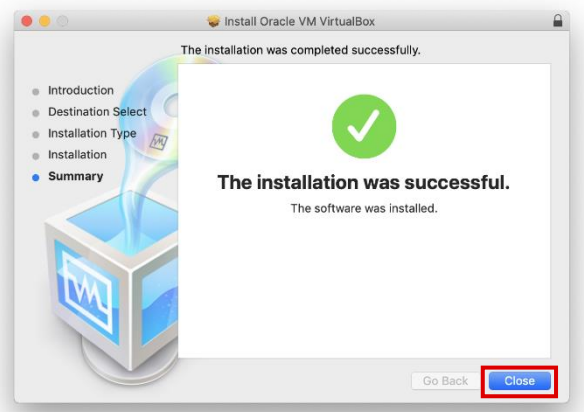 Install Oracle VM VirtualBox
The installation was completed successfully.
Introduction
Destination Select
Installation Type
Installation
Summary
The installation was successful.
The software was installed.
Go Back
Close